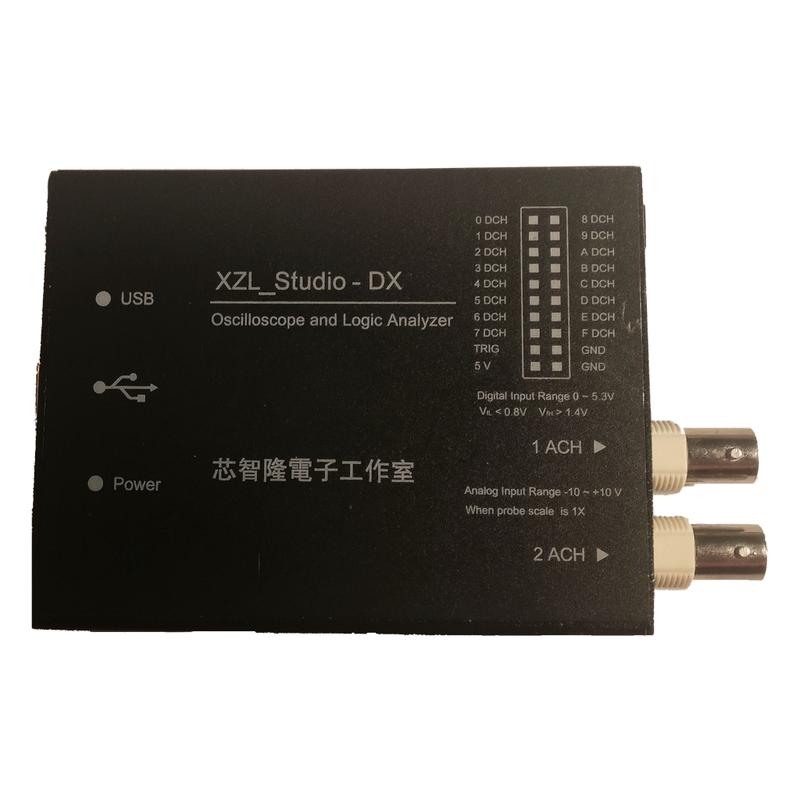 USB
Power
XZL_Studio - DX
Oscilloscope and Logic Analyzer
芯智隆電子工作室
0 DCH 8 DCH
1 DCH 9 DCH
2 DCH A DCH
3 DCH B DCH
4 DCH C DCH
5 DCH D DCH
6 DCH E DCH
7 DCH F DCH
TRIG GND
5 V GND
Digital Input Range 0 ~ 5.3V
VIL < 0.8V VIH > 1.4V
1 ACH ▶
Analog Input Range -10 ~ +10 V
When probe scale is 1X
2 ACH ▶